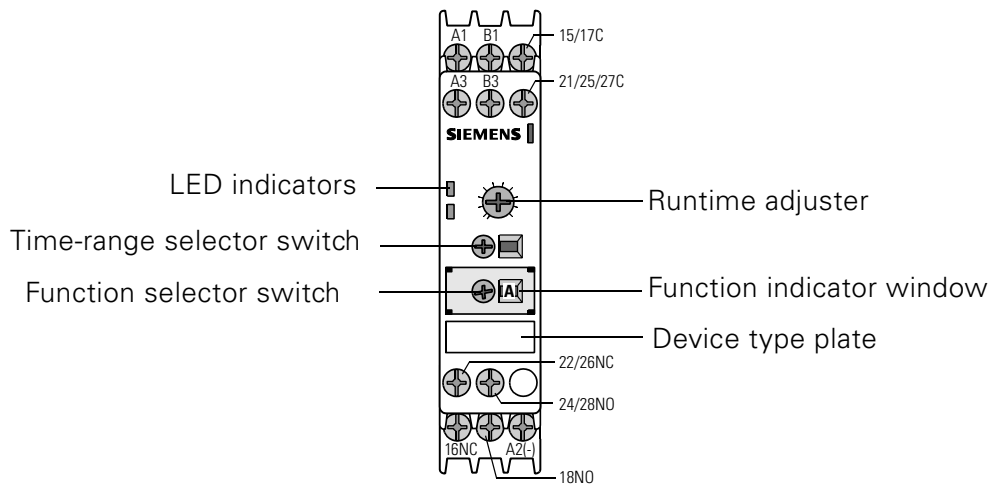 A1 B1 15/17C
A3 B3 21/25/27C
SIEMENS
LED indicators
Runtime adjuster
Time-range selector switch
Function selector switch
A
Function indicator window
Device type plate
22/26NC
24/28NO
16NC A2(-)
18NO